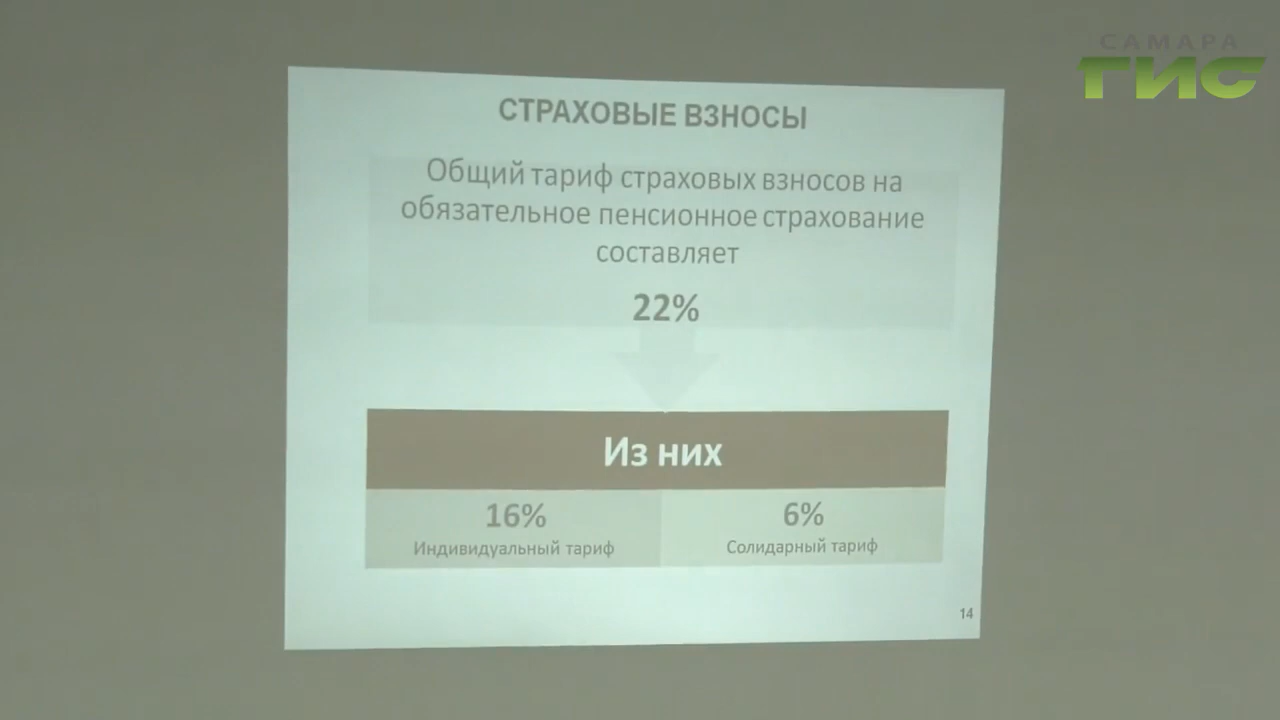 САМАРА
ГИС
СТРАХОВЫЕ ВЗНОСЫ
Общий тариф страховых взносов на
обязательное пенсионное страхование
составляет
22%
Из них
16%
Индивидуальный тариф
6%
Солидарный тариф
14